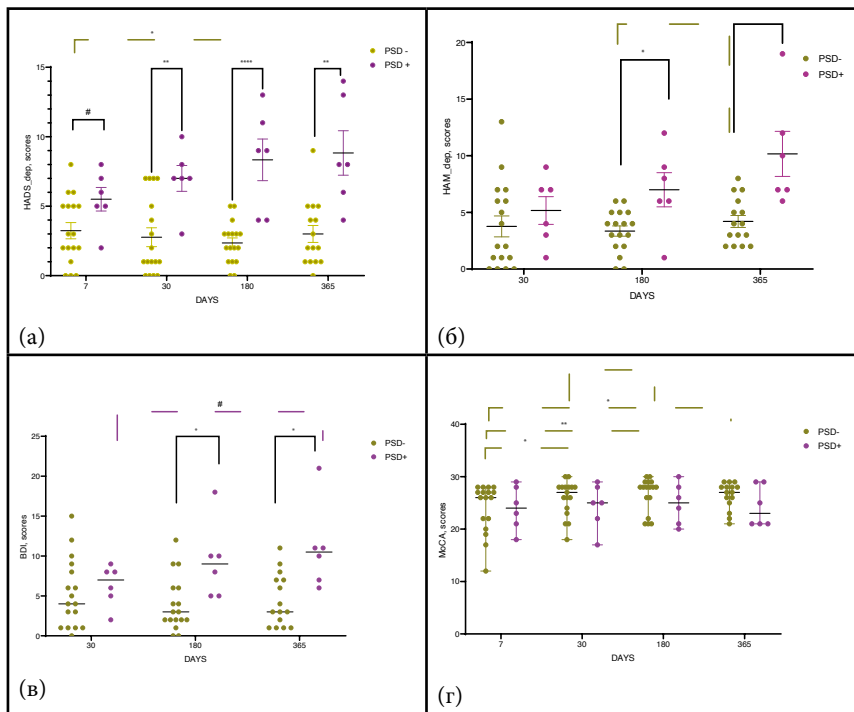 *
PSD -
PSD +
HADS_dep, scores
15
10
5
0
#
**
****
**
7
30
180
365
DAYS
(а)
PSD-
PSD+
HAM_dep, scores
20
15
10
5
0
*
30
180
365
DAYS
(б)
#
PSD-
PSD+
BDI, scores
25
20
15
10
5
0
*
*
30
180
365
DAYS
(в)
*
**
*
PSD-
PSD+
MoCA, scores
40
30
20
10
0
7
30
180
365
DAYS
(г)